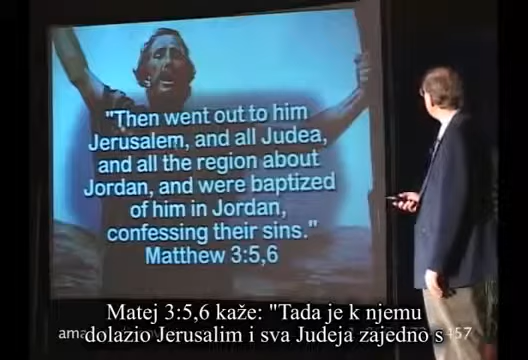 "Then went out to him
Jerusalem, and all Judea,
and all the region about
Jordan, and were baptized
of him in Jordan,
confessing their sins."
Matthew 3:5,6
Matej 3:5,6 kaže: "Tada je k njemu
dolazio Jerusalim i sva Judeja zajedno s